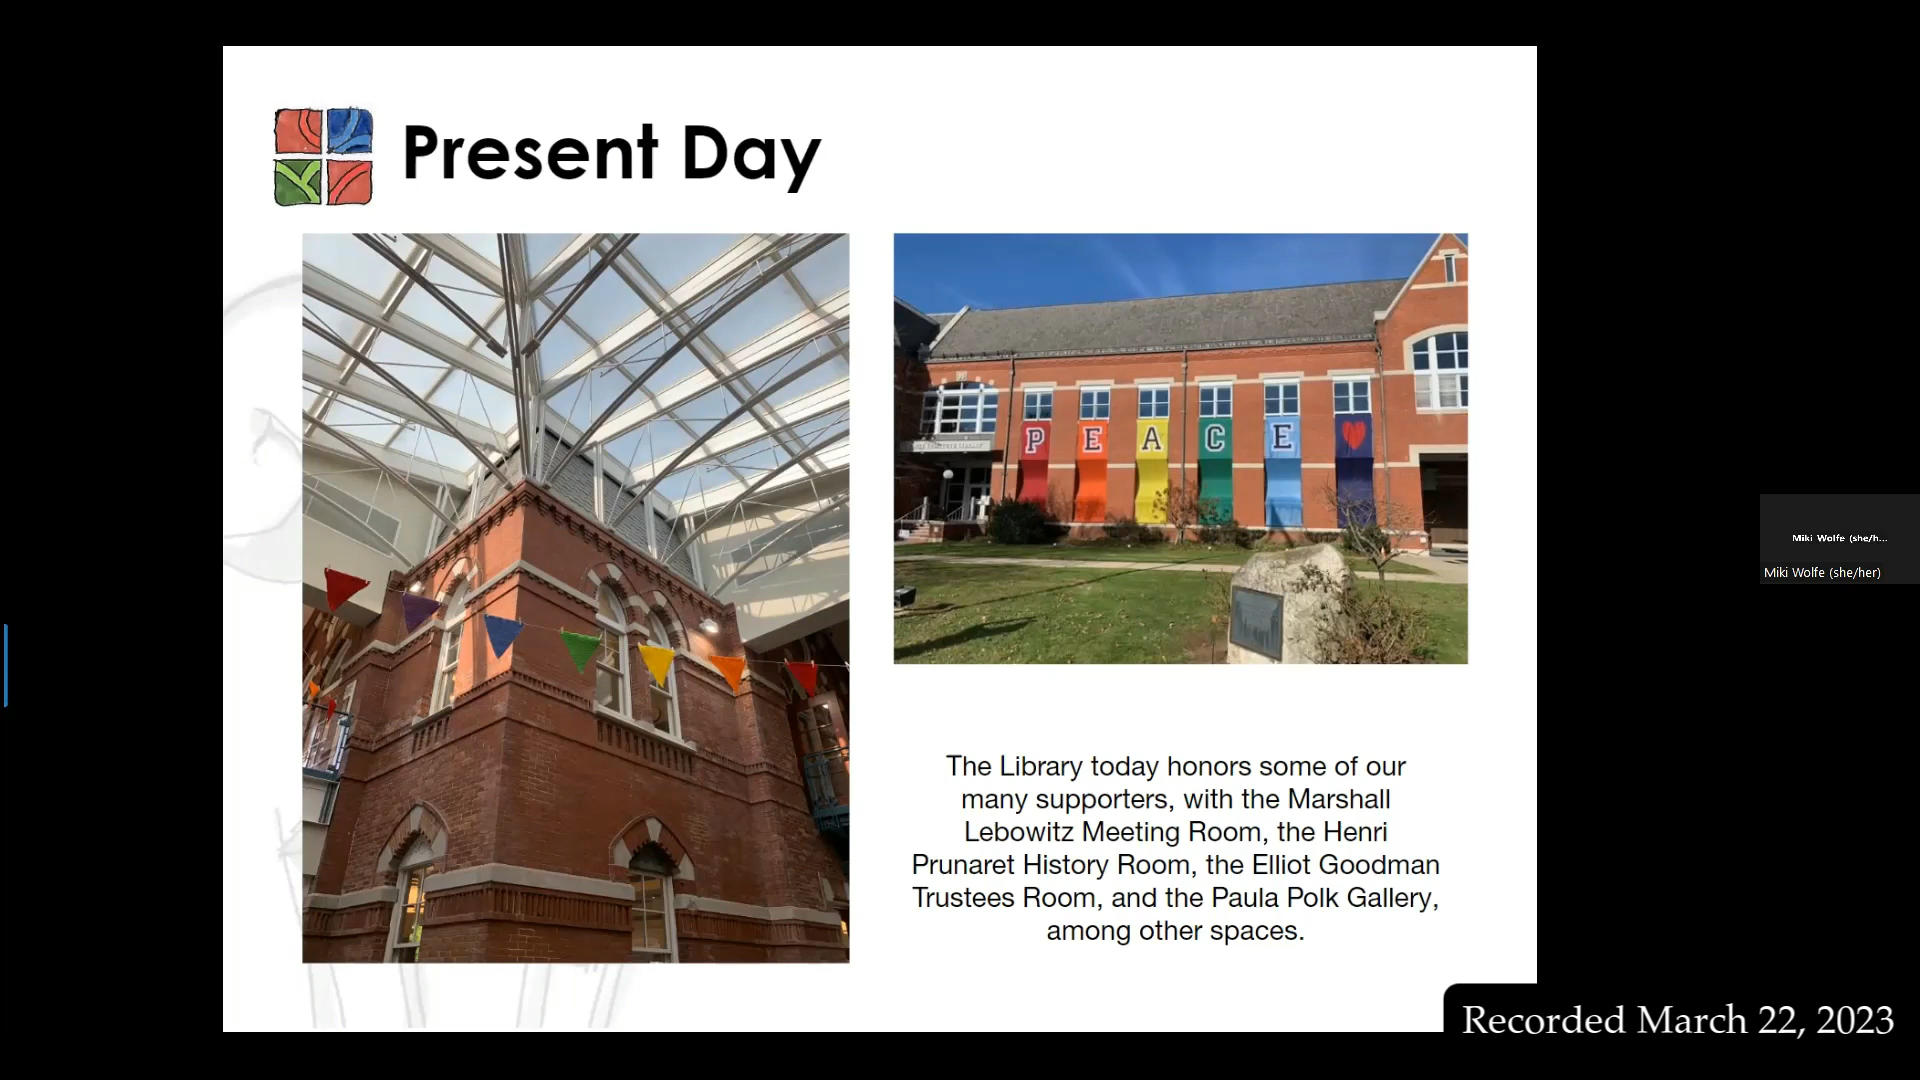 Present Day
P E A C E
The Library today honors some of our
many supporters, with the Marshall
Lebowitz Meeting Room, the Henri
Prunaret History Room, the Elliot Goodman
Trustees Room, and the Paula Polk Gallery,
among other spaces.
Miki Wolfe (she/h...
Miki Wolfe (she/her)
Recorded March 22, 2023